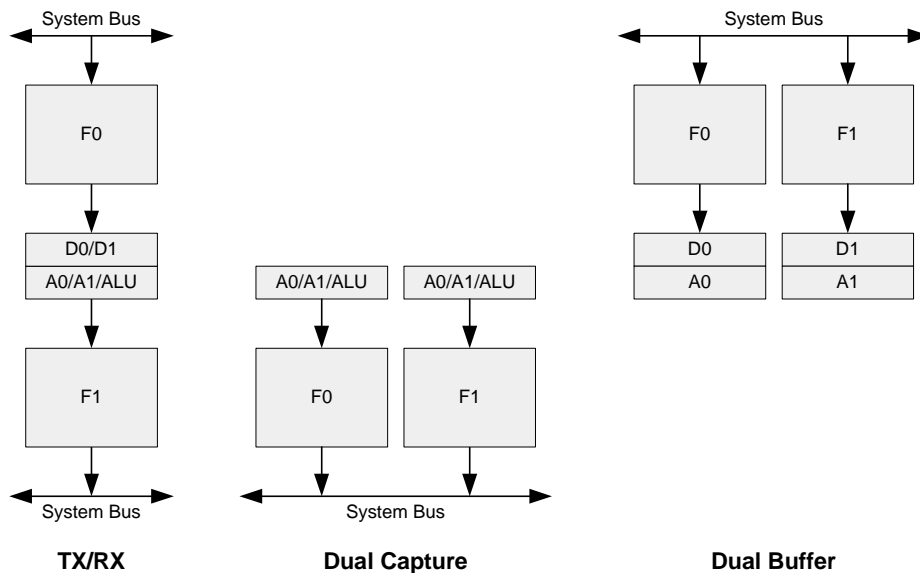 System Bus
F0
D0/D1
A0/A1/ALU
F1
System Bus
TX/RX
A0/A1/ALU A0/A1/ALU
F0 F1
System Bus
Dual Capture
System Bus
F0 F1
D0 D1
A0 A1
Dual Buffer